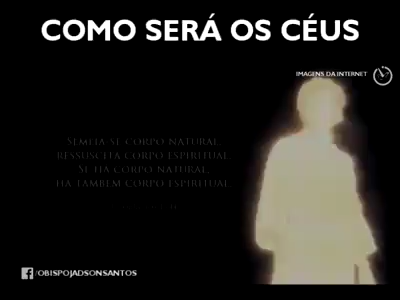 COMO SERÁ OS CÉUS
IMAGENS DA INTERNET
SEMEIA-SE CORPO NATURAL,
RESSUSCITA CORPO ESPIRITUAL.
SE HÁ CORPO NATURAL,
HÁ TAMBÉM CORPO ESPIRITUAL.
/OBISPOJADSONSANTOS